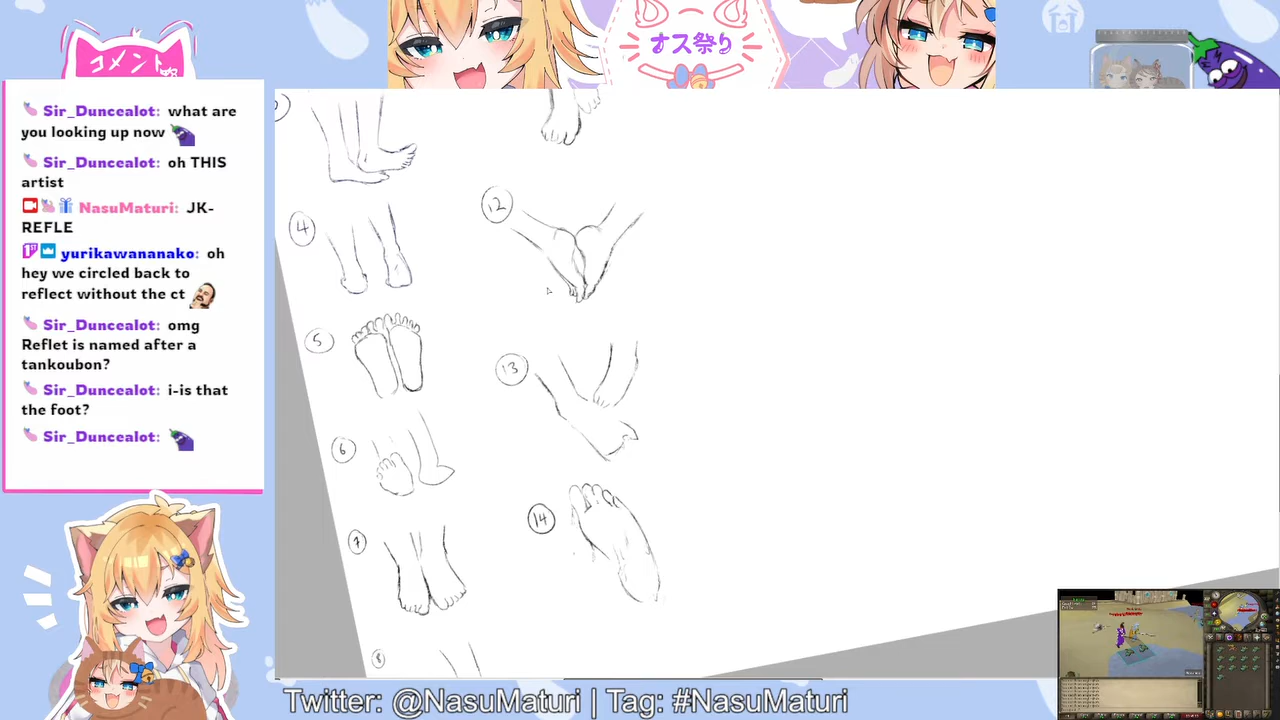 コメント
Sir_Duncealot: what are
you looking up now
Sir_Duncealot: oh THIS
artist
NasuMaturi: JK-
REFLE
yurikawananako: oh
hey we circled back to
reflect without the ct
Sir_Duncealot: omg
Reflet is named after a
tankoubon?
Sir_Duncealot: i-is that
the foot?
Sir_Duncealot:
ナス祭り
4
5
6
7
8
12
13
14
Twitter: @NasuMaturi | Tag: #NasuMaturi